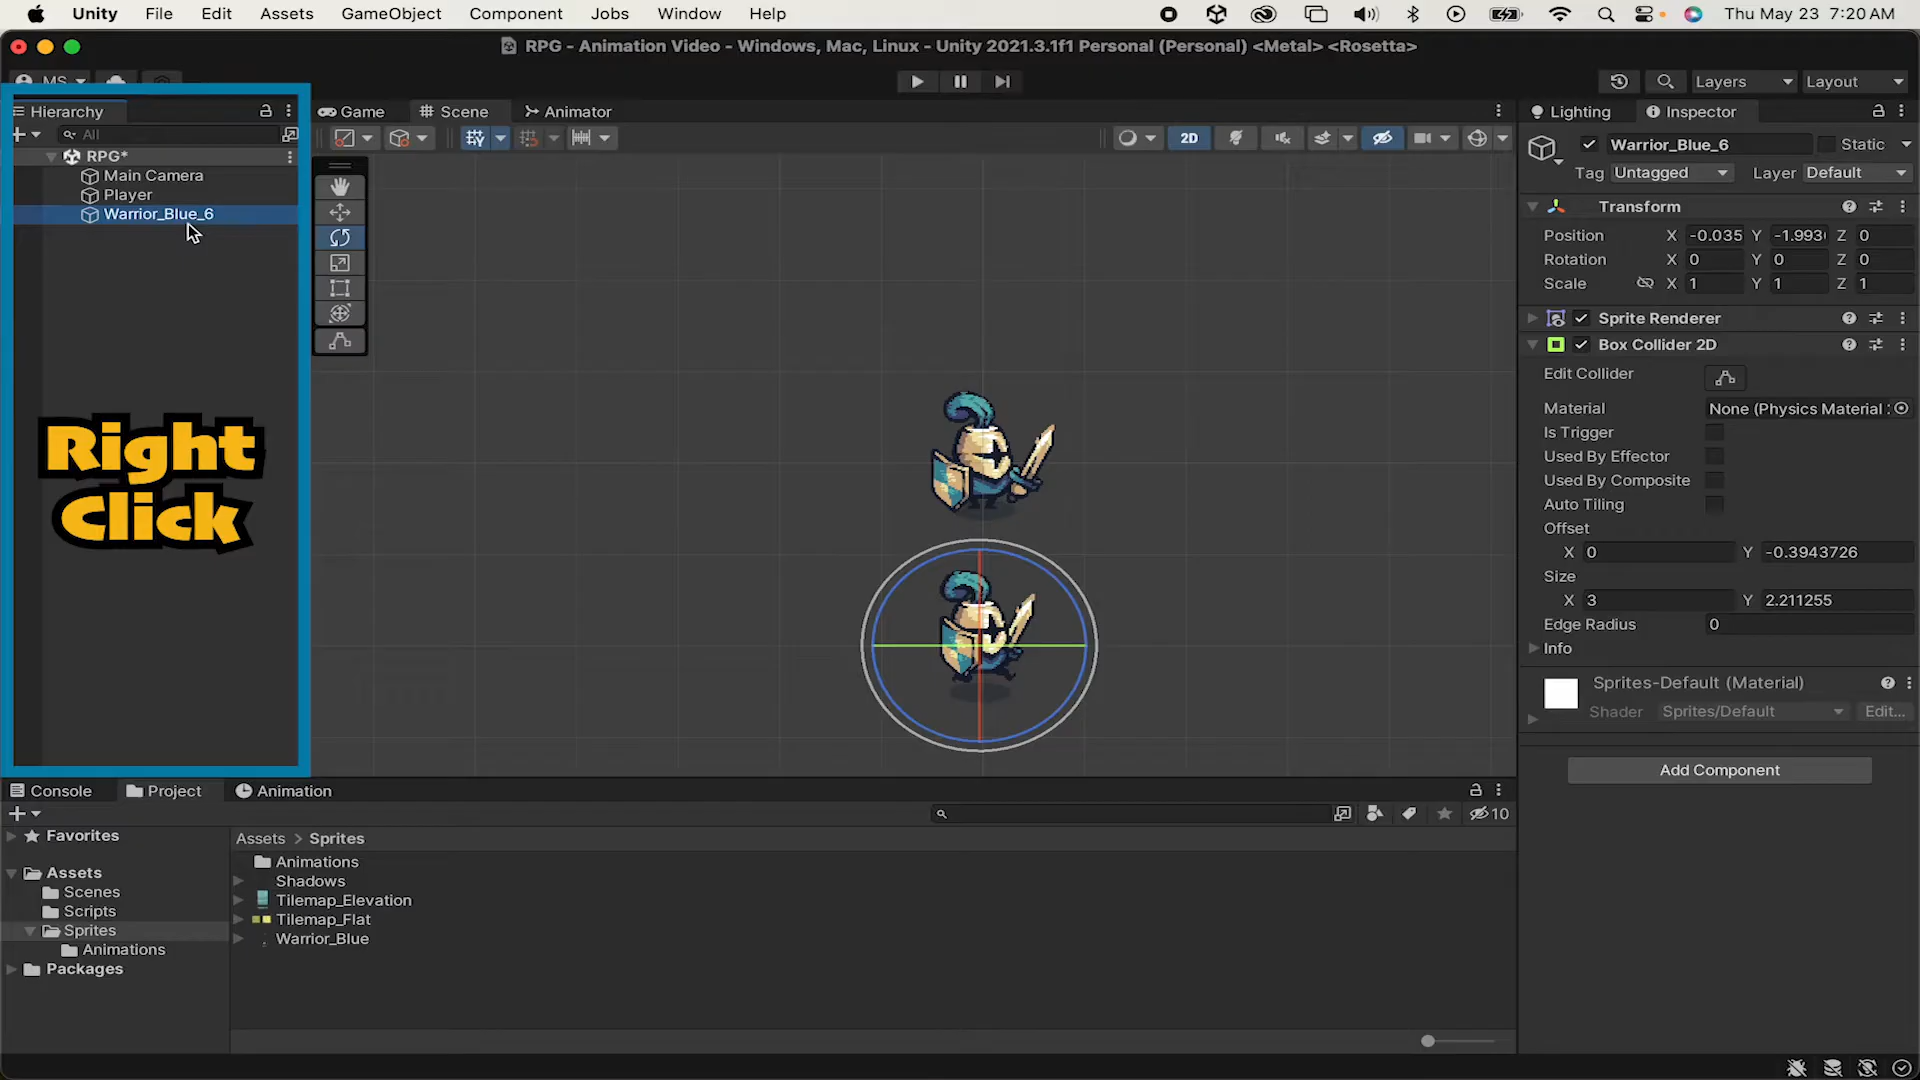 Unity File Edit Assets GameObject Component Jobs Window Help Thu May 23 7:20 AM
RPG - Animation Video - Windows, Mac, Linux - Unity 2021.3.1f1 Personal (Personal) <Metal> <Rosetta>
MS Layers Layout
Hierarchy Game Scene Animator Lighting Inspector
All 2D
RPG*
Main Camera
Player
Warrior_Blue_6
Right
Click
Warrior_Blue_6 Static
Tag Untagged Layer Default
Transform
Position X -0.035 Y -1.993 Z 0
Rotation X 0 Y 0 Z 0
Scale X 1 Y 1 Z 1
Sprite Renderer
Box Collider 2D
Edit Collider
Material None (Physics Material
Is Trigger
Used By Effector
Used By Composite
Auto Tiling
Offset
X 0 Y -0.3943726
Size
X 3 Y 2.211255
Edge Radius 0
Info
Sprites-Default (Material)
Shader Sprites/Default Edit...
Add Component
Console Project Animation
10
Favorites
Assets
Scenes
Scripts
Sprites
Animations
Packages
Assets > Sprites
Animations
Shadows
Tilemap_Elevation
Tilemap_Flat
Warrior_Blue